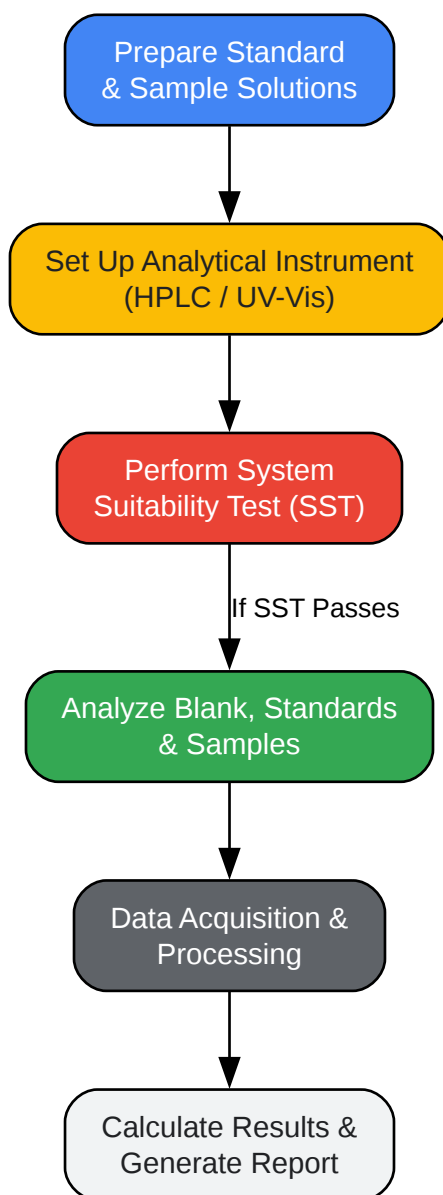 Prepare Standard
& Sample Solutions
Set Up Analytical Instrument
(HPLC / UV-Vis)
Perform System
Suitability Test (SST)
If SST Passes
Analyze Blank, Standards
& Samples
Data Acquisition &
Processing
Calculate Results &
Generate Report